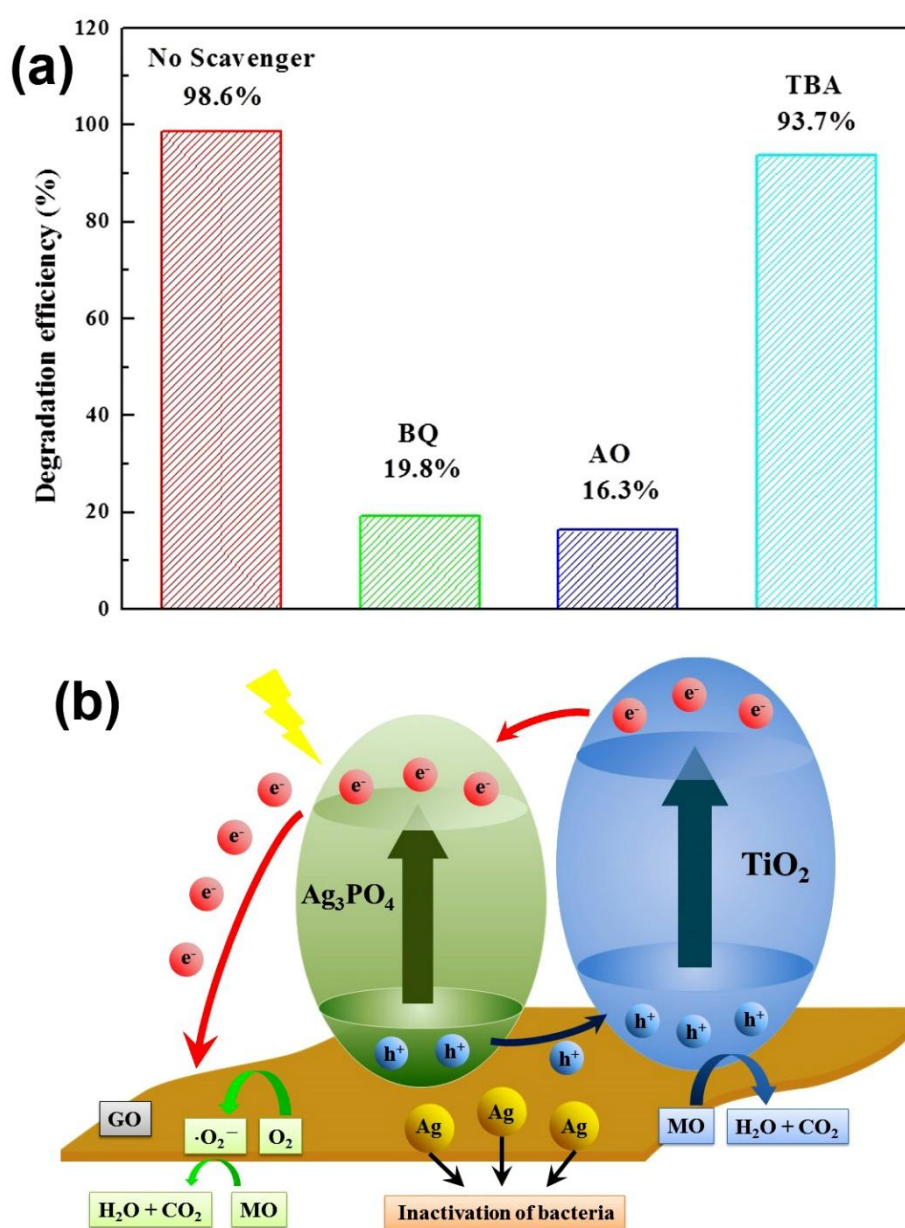 (a)
Degradation efficiency (%)
120
100
80
60
40
20
0
No Scavenger
98.6%
BQ
19.8%
AO
16.3%
TBA
93.7%
(b)
e⁻ e⁻ e⁻
e⁻ e⁻ e⁻ e⁻
e⁻
e⁻
e⁻
Ag₃PO₄
TiO₂
h⁺ h⁺ h⁺
h⁺ h⁺ h⁺
GO
·O₂⁻ O₂
H₂O + CO₂ MO
Ag Ag Ag
Inactivation of bacteria
MO H₂O + CO₂